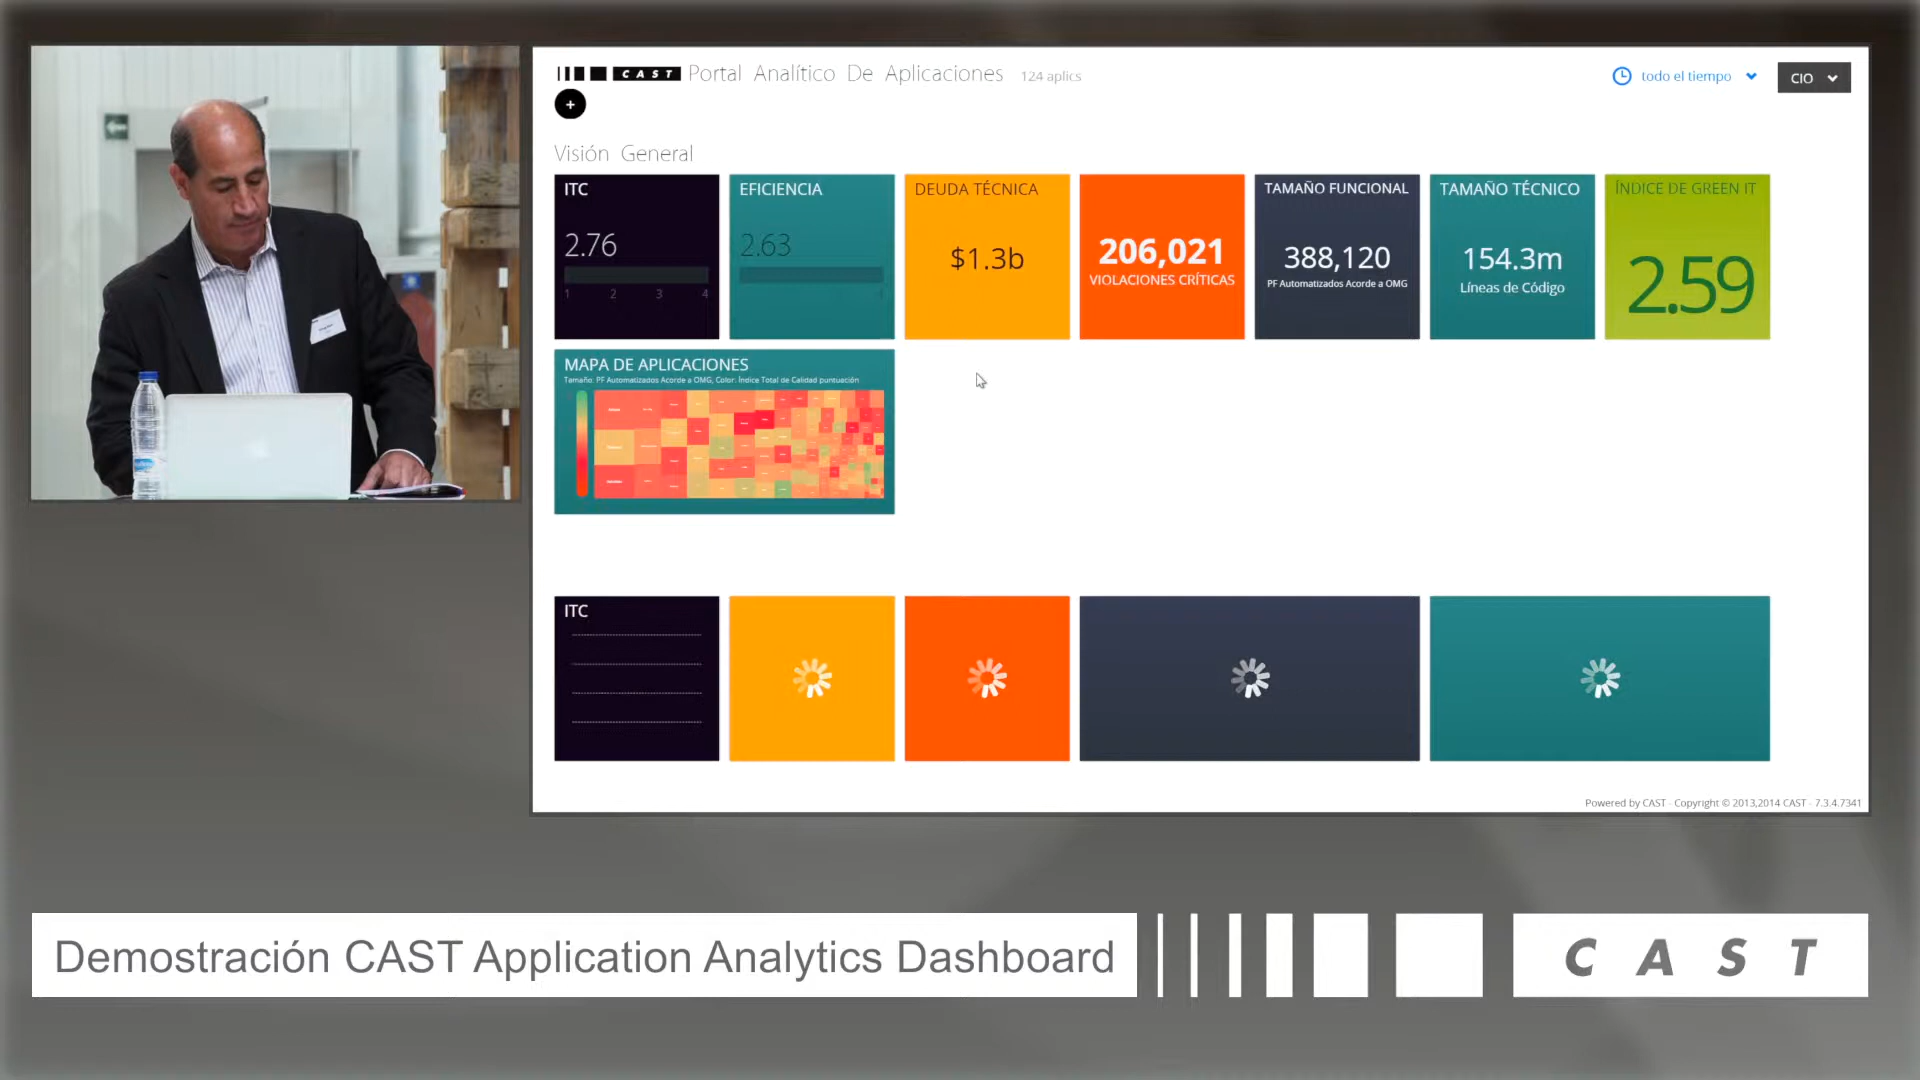 CAST Portal Analítico De Aplicaciones 124 aplics
todo el tiempo
CIO
+
Visión General
ITC
2.76
1 2 3 4
EFICIENCIA
2.63
4
DEUDA TÉCNICA
$1.3b
206,021
VIOLACIONES CRÍTICAS
TAMAÑO FUNCIONAL
388,120
PF Automatizados Acorde a OMG
TAMAÑO TÉCNICO
154.3m
Líneas de Código
ÍNDICE DE GREEN IT
2.59
MAPA DE APLICACIONES
Tamaño: PF Automatizados Acorde a OMG, Color: Índice Total de Calidad puntuación
ITC
Powered by CAST - Copyright © 2013,2014 CAST - 7.3.4.7341
Demostración CAST Application Analytics Dashboard
CAST